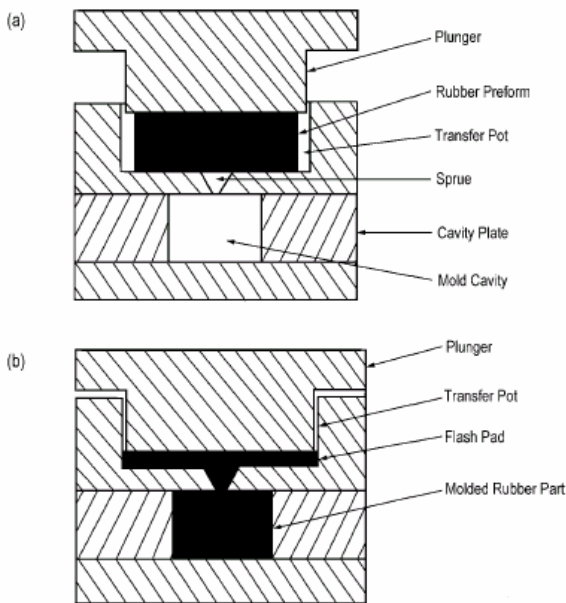 (a)
Plunger
Rubber Preform
Transfer Pot
Sprue
Cavity Plate
Mold Cavity
(b)
Plunger
Transfer Pot
Flash Pad
Molded Rubber Part